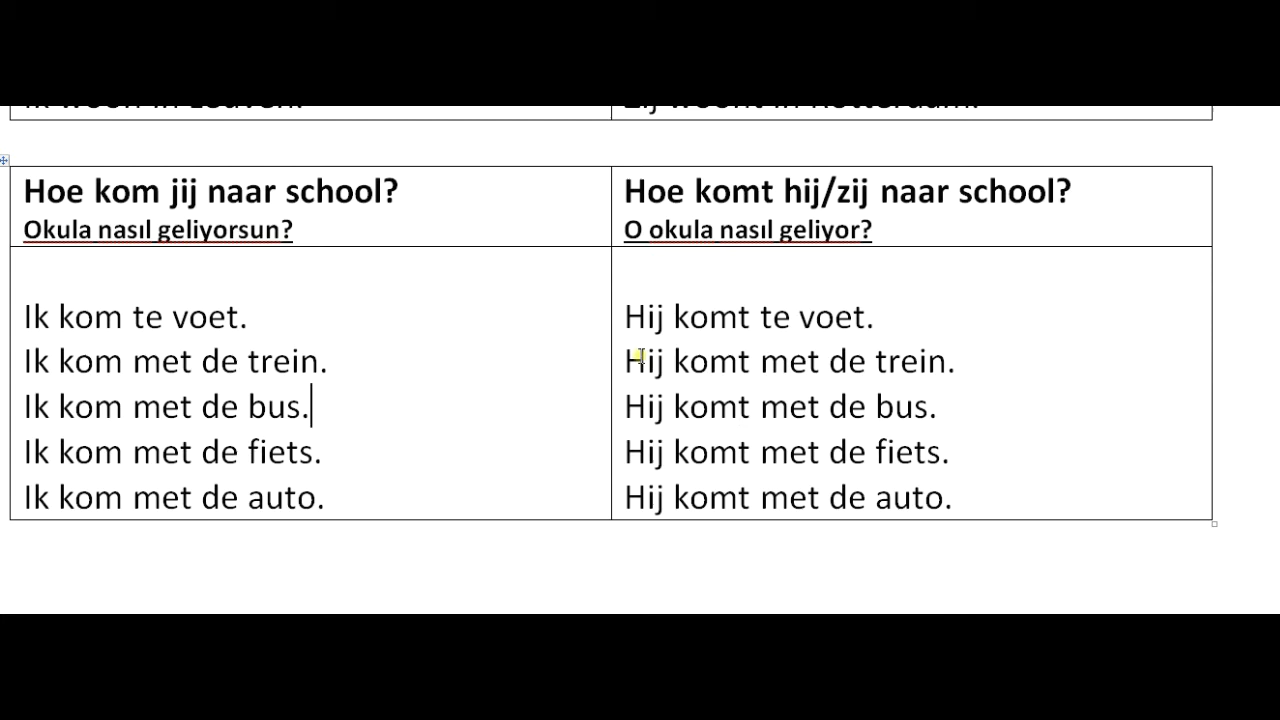 Hoe kom jij naar school?
Okula nasıl geliyorsun?
Ik kom te voet.
Ik kom met de trein.
Ik kom met de bus.
Ik kom met de fiets.
Ik kom met de auto.
Hoe komt hij/zij naar school?
O okula nasıl geliyor?
Hij komt te voet.
Hij komt met de trein.
Hij komt met de bus.
Hij komt met de fiets.
Hij komt met de auto.